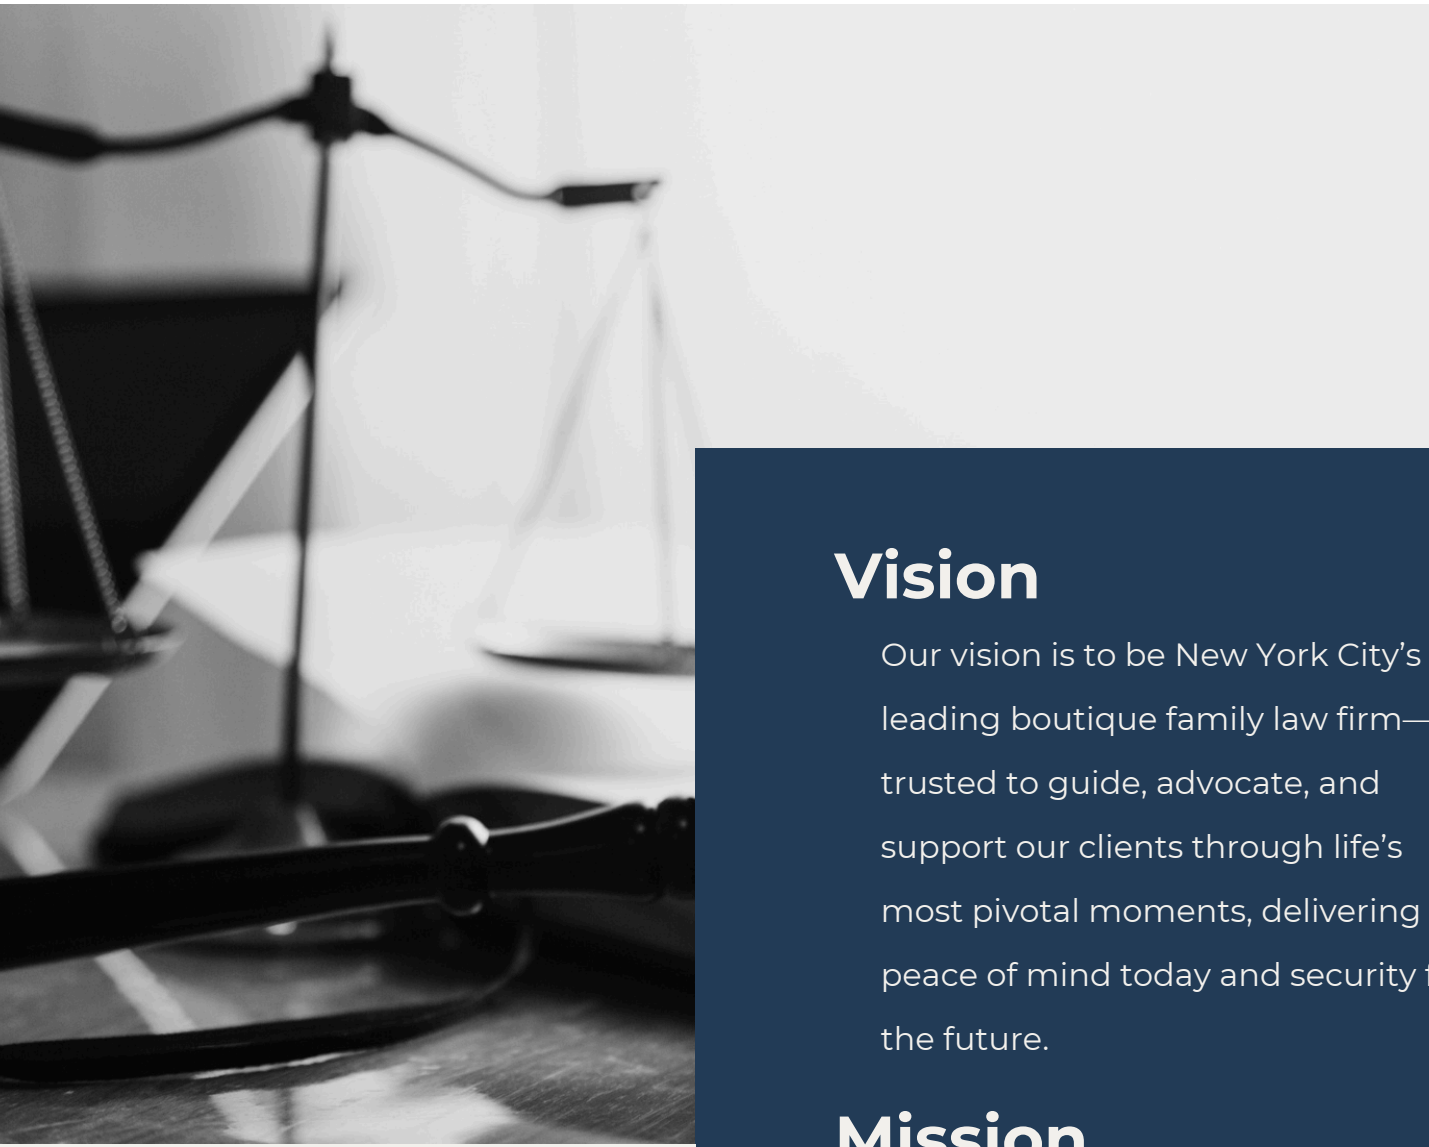 Vision
Our vision is to be New York City’s
leading boutique family law firm—
trusted to guide, advocate, and
support our clients through life’s
most pivotal moments, delivering
peace of mind today and security
the future.
Mission